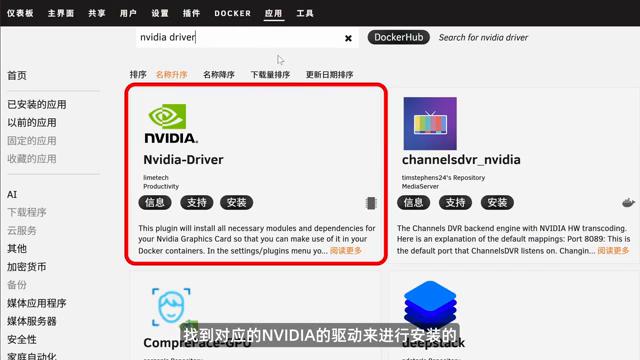 仪表板 主界面 共享 用户 设置 插件 DOCKER 应用 工具
nvidia driver
DockerHub
Search for nvidia driver
首页
已安装的应用
以前的应用
固定的应用
收藏的应用
AI
下载程序
云服务
其他
加密货币
备份
媒体应用程序
媒体服务器
安全性
家庭自动化
排序 名称升序 名称降序 下载量排序 更新日期排序
NVIDIA.
Nvidia-Driver
limetech
Productivity
信息 支持 安装
This plugin will install all necessary modules and dependencies for
your Nvidia Graphics Card so that you can make use of it in your
Docker containers. In the settings/plugins menu yo... 阅读更多
channelsdvr_nvidia
timstephens24's Repository
MediaServer
信息 支持 安装
The Channels DVR backend engine with NVIDIA HW transcoding.
Here is an explanation of the default mappings: Port 8089: This is
the default port that ChannelsDVR listens on. Changin... 阅读更多
CompreFace-GPU
deepstack
找到对应的NVIDIA的驱动来进行安装的